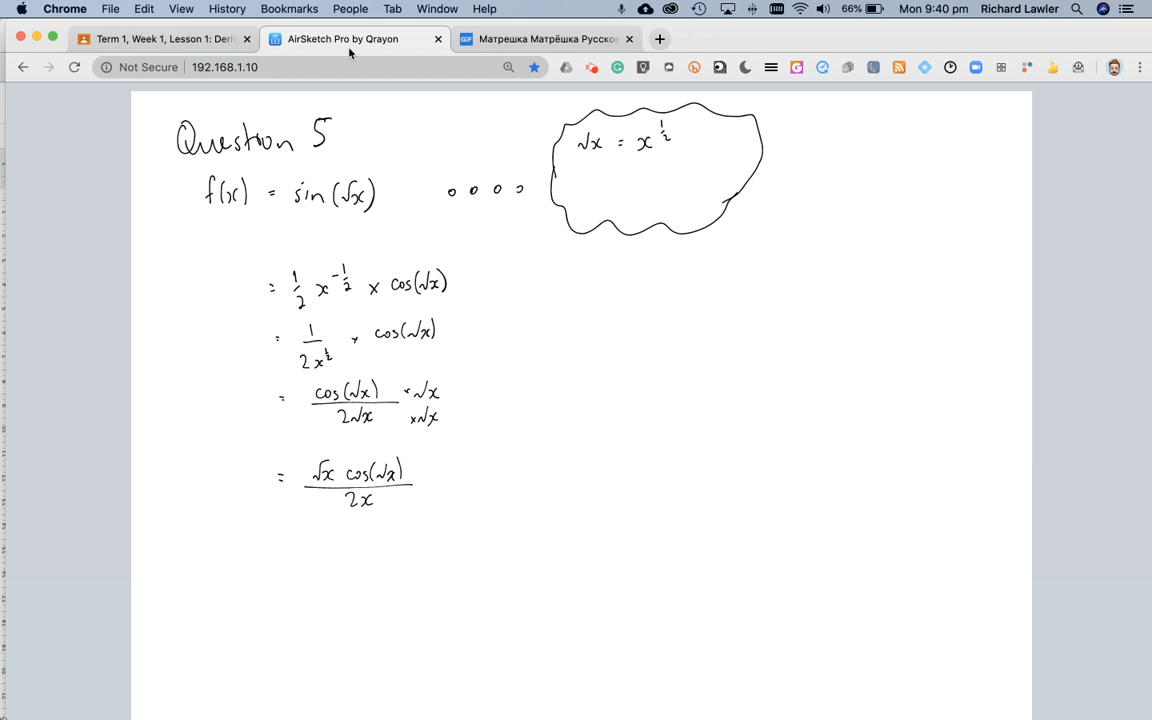 Chrome File Edit View History Bookmarks People Tab Window Help 66% Mon 9:40 pm Richard Lawler
Term 1, Week 1, Lesson 1: Deri
AirSketch Pro by Qrayon
GIF Матрешка Матрёшка Русское
Not Secure | 192.168.1.10
Question 5
√x = x^(1/2)
f(x) = sin(√x)
= 1/2 x^(-1/2) × cos(√x)
= 1/(2x^(1/2)) × cos(√x)
= cos(√x)/(2√x) ×√x/×√x
= √x cos(√x)/(2x)